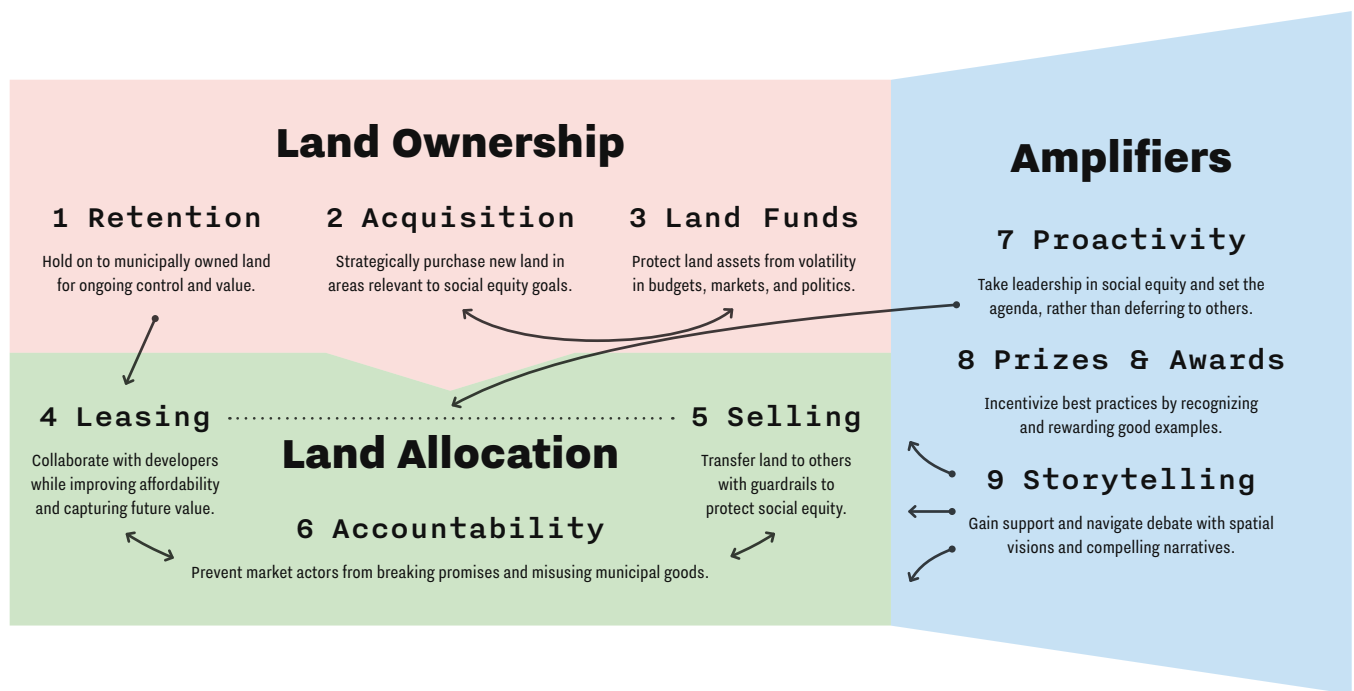 Land Ownership
1 Retention
Hold on to municipally owned land
for ongoing control and value.
2 Acquisition
Strategically purchase new land in
areas relevant to social equity goals.
3 Land Funds
Protect land assets from volatility
in budgets, markets, and politics.
4 Leasing
Collaborate with developers
while improving affordability
and capturing future value.
Land Allocation
5 Selling
Transfer land to others
with guardrails to
protect social equity.
6 Accountability
Prevent market actors from breaking promises and misusing municipal goods.
Amplifiers
7 Proactivity
Take leadership in social equity and set the
agenda, rather than deferring to others.
8 Prizes & Awards
Incentivize best practices by recognizing
and rewarding good examples.
9 Storytelling
Gain support and navigate debate with spatial
visions and compelling narratives.